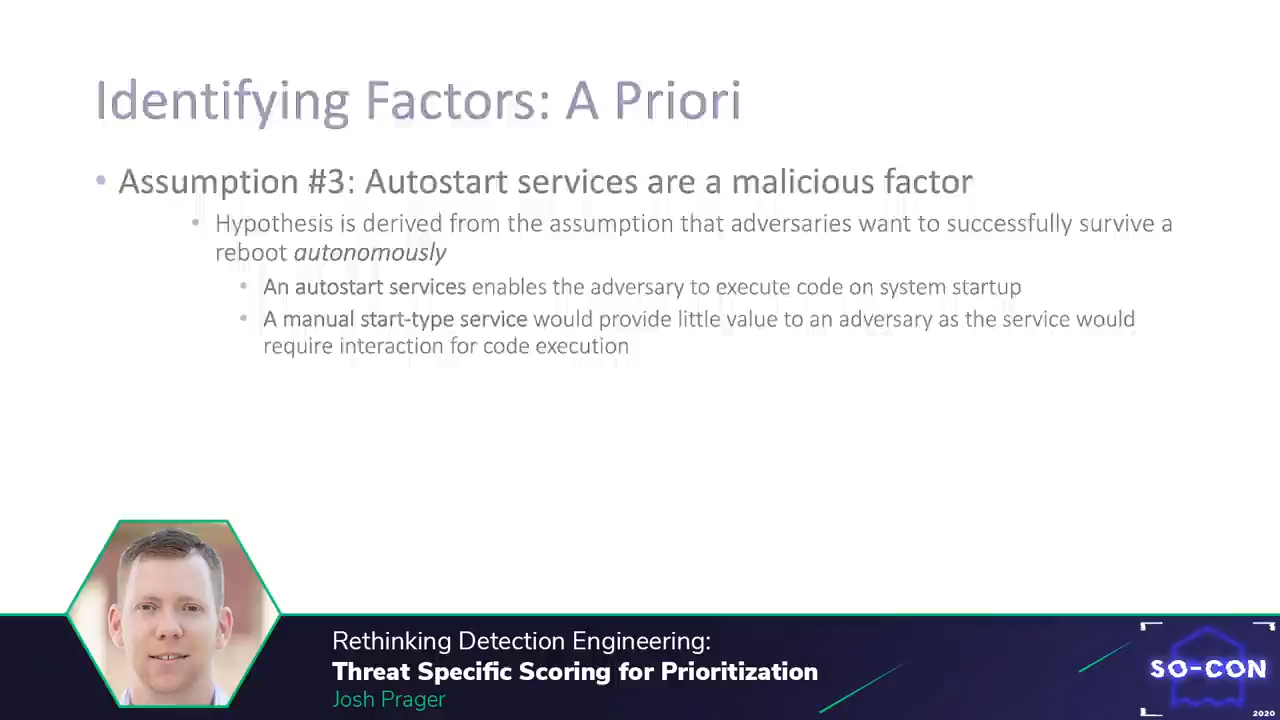 Identifying Factors: A Priori
• Assumption #3: Autostart services are a malicious factor
• Hypothesis is derived from the assumption that adversaries want to successfully survive a
reboot autonomously
• An autostart services enables the adversary to execute code on system startup
• A manual start-type service would provide little value to an adversary as the service would
require interaction for code execution
Rethinking Detection Engineering:
Threat Specific Scoring for Prioritization
Josh Prager
SO-CON
2020